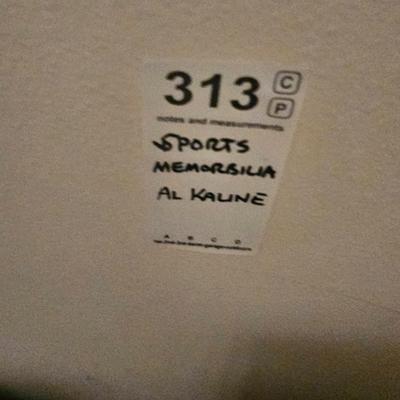 313 C
P
notes and measurements
SPORTS
MEMORBILIA
AL KALINE
A B C D